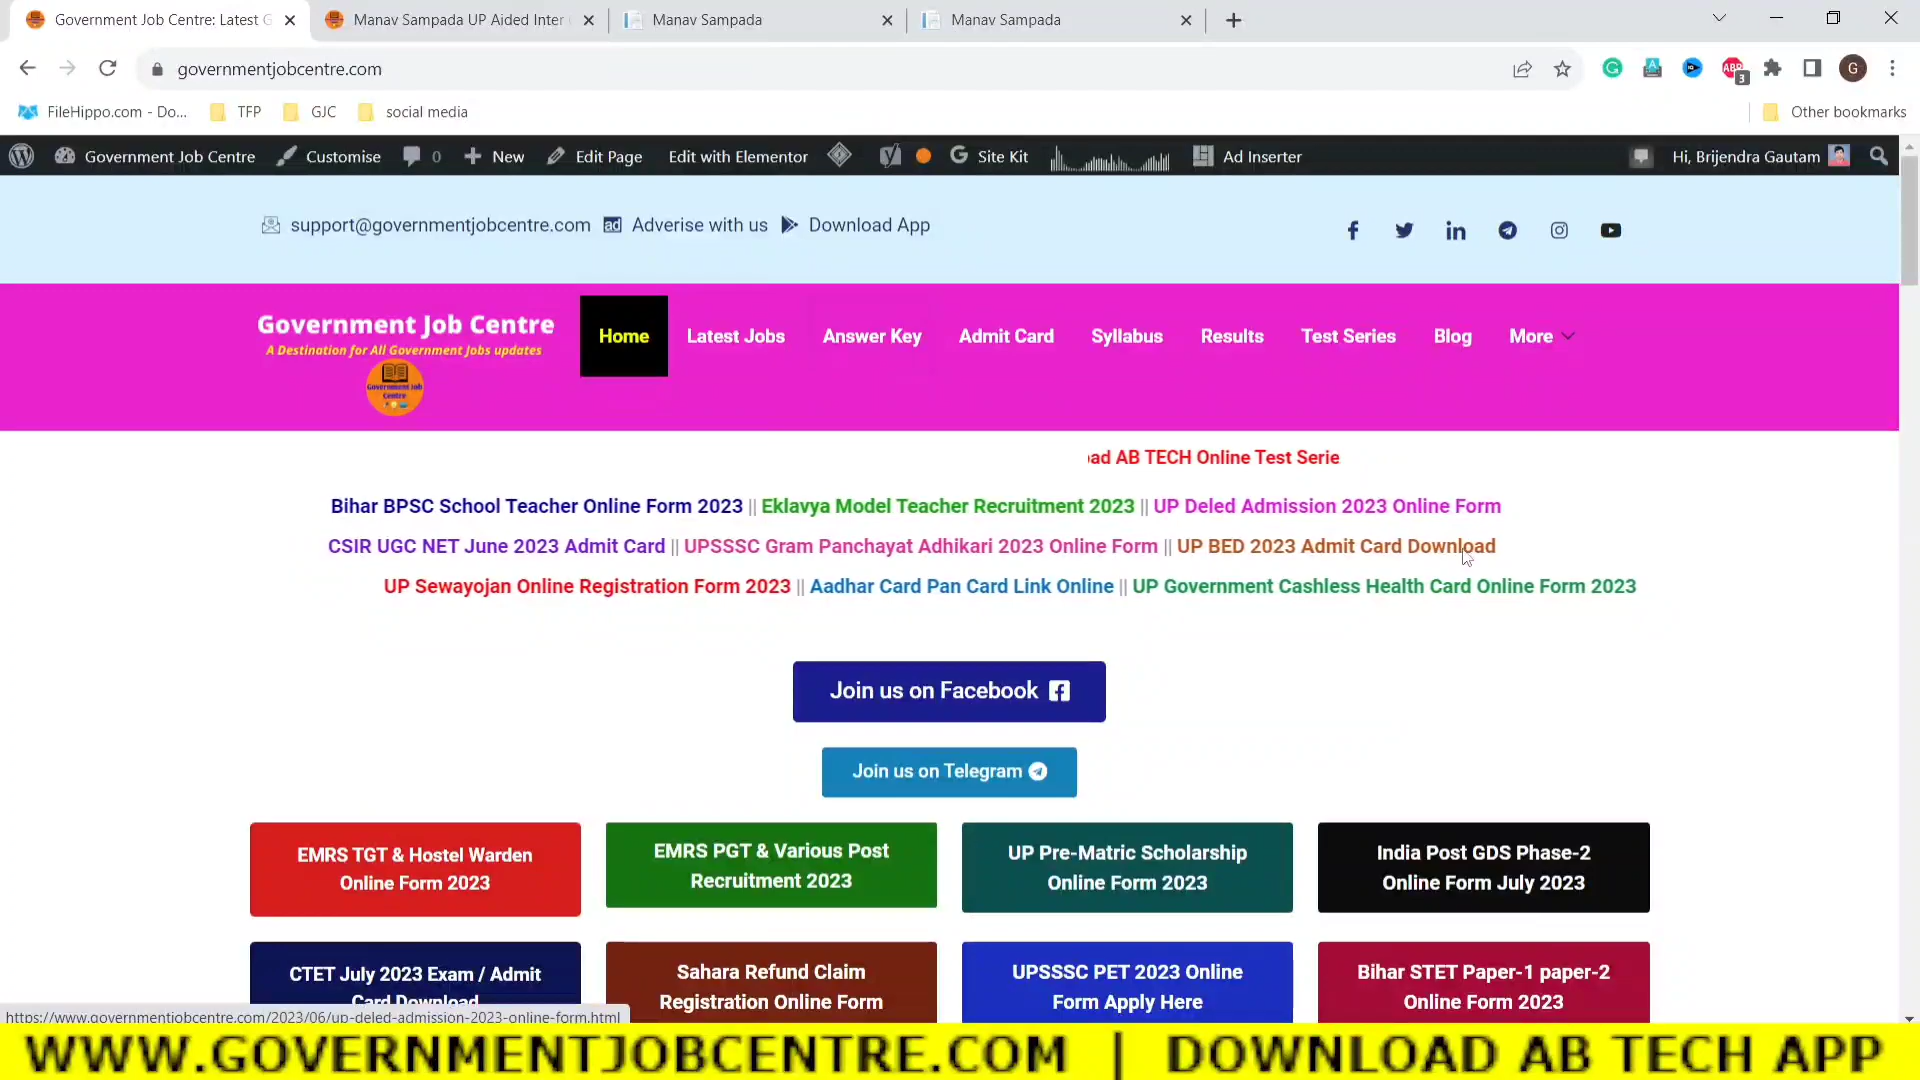 Government Job Centre: Latest G
Manav Sampada UP Aided Inter
Manav Sampada
Manav Sampada
governmentjobcentre.com
ABP
3
G
FileHippo.com - Do...
TFP
GJC
social media
Other bookmarks
Government Job Centre
Customise
0
New
Edit Page
Edit with Elementor
Site Kit
Ad Inserter
Hi, Brijendra Gautam
support@governmentjobcentre.com
ad
Adverise with us
Download App
Government Job Centre
A Destination for All Government Jobs updates
Government Job
Centre
Home
Latest Jobs
Answer Key
Admit Card
Syllabus
Results
Test Series
Blog
More
ad AB TECH Online Test Serie
Bihar BPSC School Teacher Online Form 2023 || Eklavya Model Teacher Recruitment 2023 || UP Deled Admission 2023 Online Form
CSIR UGC NET June 2023 Admit Card || UPSSSC Gram Panchayat Adhikari 2023 Online Form || UP BED 2023 Admit Card Download
UP Sewayojan Online Registration Form 2023 || Aadhar Card Pan Card Link Online || UP Government Cashless Health Card Online Form 2023
Join us on Facebook
Join us on Telegram
EMRS TGT & Hostel Warden
Online Form 2023
EMRS PGT & Various Post
Recruitment 2023
UP Pre-Matric Scholarship
Online Form 2023
India Post GDS Phase-2
Online Form July 2023
CTET July 2023 Exam / Admit
Card Download
Sahara Refund Claim
Registration Online Form
UPSSSC PET 2023 Online
Form Apply Here
Bihar STET Paper-1 paper-2
Online Form 2023
https://www.governmentjobcentre.com/2023/06/up-deled-admission-2023-online-form.html
WWW.GOVERNMENTJOBCENTRE.COM | DOWNLOAD AB TECH APP